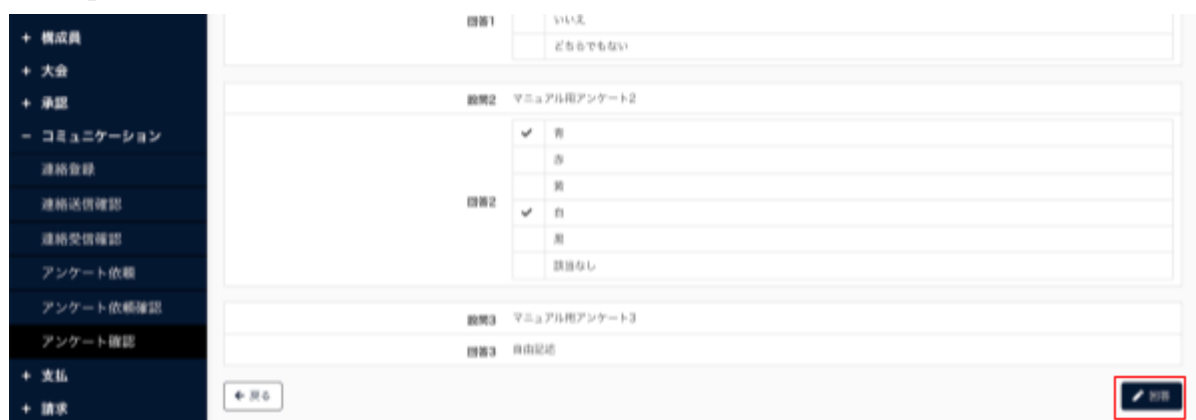 + 構成員
+ 大会
+ 承認
− コミュニケーション
連絡登録
連絡送信確認
連絡受信確認
アンケート依頼
アンケート依頼確認
アンケート確認
+ 支払
+ 請求
回答1
いいえ
どちらでもない
設問2 マニュアル用アンケート2
回答2
青
赤
黄
白
黒
該当なし
設問3 マニュアル用アンケート3
回答3 自由記述
戻る
回答